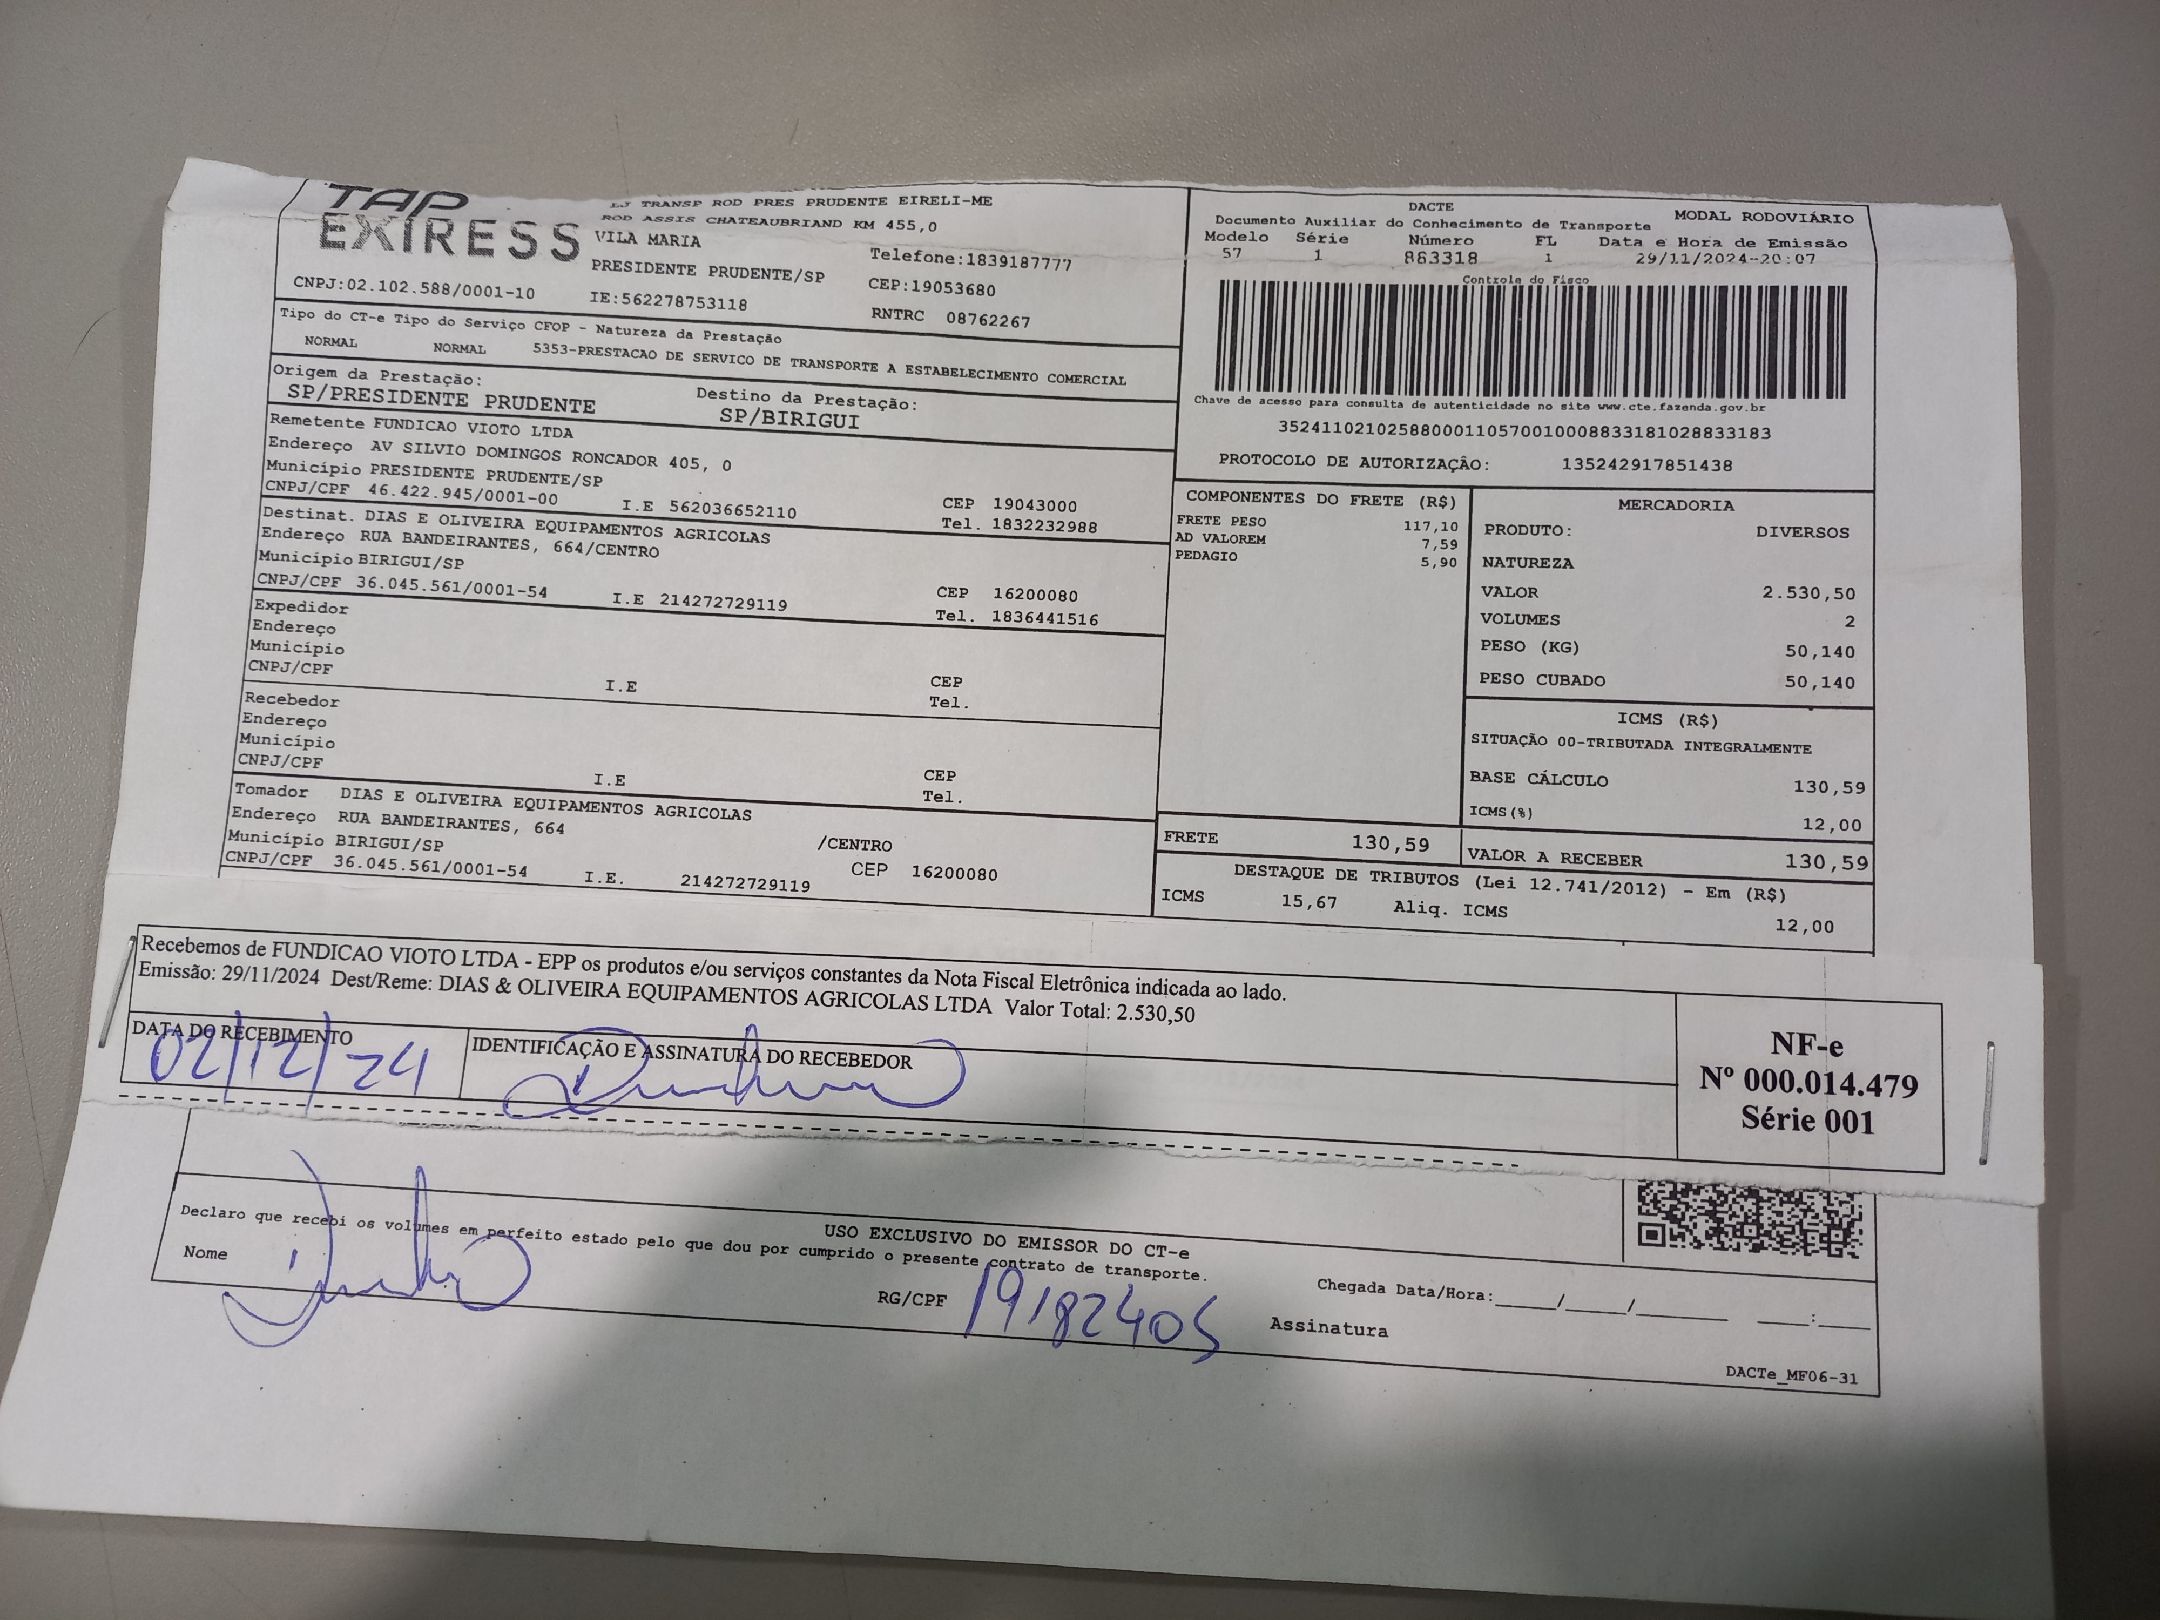 TAP
EXIRESS
LJ TRANSP ROD PRES PRUDENTE EIRELI-ME
ROD ASSIS CHATEAUBRIAND KM 455,0
VILA MARIA
Telefone:1839187777
PRESIDENTE PRUDENTE/SP
CEP:19053680
CNPJ:02.102.588/0001-10
IE:562278753118
RNTRC 08762267
Tipo do CT-e Tipo do Serviço CFOP - Natureza da Prestação
NORMAL NORMAL 5353-PRESTACAO DE SERVICO DE TRANSPORTE A ESTABELECIMENTO COMERCIAL
Origem da Prestação:
SP/PRESIDENTE PRUDENTE
Destino da Prestação:
SP/BIRIGUI
Remetente FUNDICAO VIOTO LTDA
Endereço AV SILVIO DOMINGOS RONCADOR 405, 0
Município PRESIDENTE PRUDENTE/SP
CEP 19043000
CNPJ/CPF 46.422.945/0001-00 I.E 562036652110 Tel. 1832232988
Destinat. DIAS E OLIVEIRA EQUIPAMENTOS AGRICOLAS
Endereço RUA BANDEIRANTES, 664/CENTRO
Município BIRIGUI/SP
CEP 16200080
CNPJ/CPF 36.045.561/0001-54 I.E 214272729119 Tel. 1836441516
Expedidor
Endereço
Município
CEP
CNPJ/CPF I.E Tel.
Recebedor
Endereço
Município
CEP
CNPJ/CPF I.E Tel.
Tomador DIAS E OLIVEIRA EQUIPAMENTOS AGRICOLAS
Endereço RUA BANDEIRANTES, 664 /CENTRO
Município BIRIGUI/SP
CEP 16200080
CNPJ/CPF 36.045.561/0001-54 I.E. 214272729119
DACTE MODAL RODOVIÁRIO
Documento Auxiliar do Conhecimento de Transporte
Modelo Série Número FL Data e Hora de Emissão
57 1 883318 1 29/11/2024-20:07
Controle do Fisco
Chave de acesso para consulta de autenticidade no site www.cte.fazenda.gov.br
35241102102588000110570010008833181028833183
PROTOCOLO DE AUTORIZAÇÃO: 135242917851438
COMPONENTES DO FRETE (R$)
FRETE PESO 117,10
AD VALOREM 7,59
PEDAGIO 5,90
MERCADORIA
PRODUTO: DIVERSOS
NATUREZA
VALOR 2.530,50
VOLUMES 2
PESO (KG) 50,140
PESO CUBADO 50,140
ICMS (R$)
SITUAÇÃO 00-TRIBUTADA INTEGRALMENTE
BASE CÁLCULO 130,59
ICMS(%) 12,00
FRETE 130,59
VALOR A RECEBER 130,59
DESTAQUE DE TRIBUTOS (Lei 12.741/2012) - Em (R$)
ICMS 15,67 Aliq. ICMS 12,00
Recebemos de FUNDICAO VIOTO LTDA - EPP os produtos e/ou serviços constantes da Nota Fiscal Eletrônica indicada ao lado.
Emissão: 29/11/2024 Dest/Reme: DIAS & OLIVEIRA EQUIPAMENTOS AGRICOLAS LTDA Valor Total: 2.530,50
DATA DO RECEBIMENTO
02/12/24
IDENTIFICAÇÃO E ASSINATURA DO RECEBEDOR
NF-e
Nº 000.014.479
Série 001
USO EXCLUSIVO DO EMISSOR DO CT-e
Declaro que recebi os volumes em perfeito estado pelo que dou por cumprido o presente contrato de transporte.
Nome
RG/CPF 19182405
Chegada Data/Hora:_____/_____/________ ____:____
Assinatura
DACTe_MF06-31